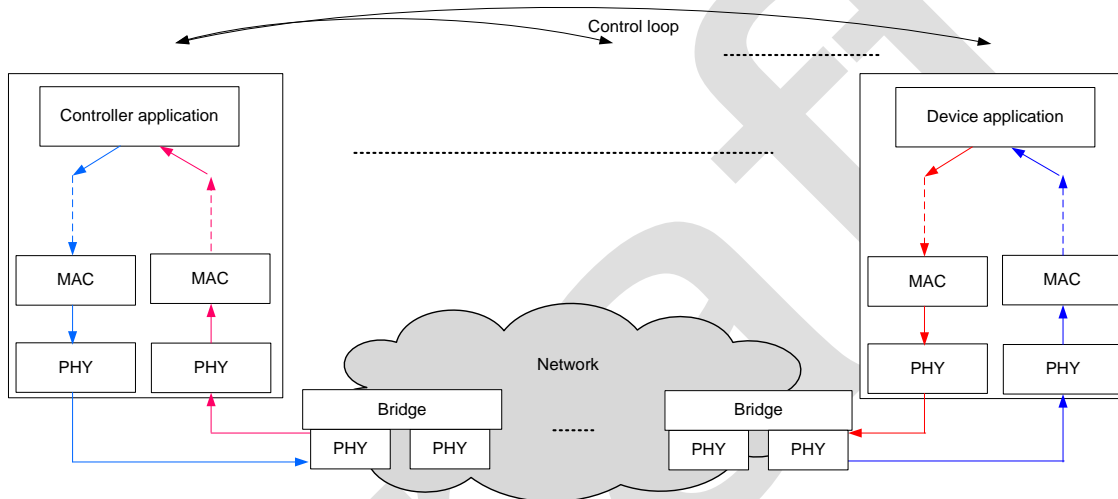 Control loop
Controller application
Device application
MAC
MAC
MAC
MAC
PHY
PHY
PHY
PHY
Network
Bridge
Bridge
PHY
PHY
PHY
PHY